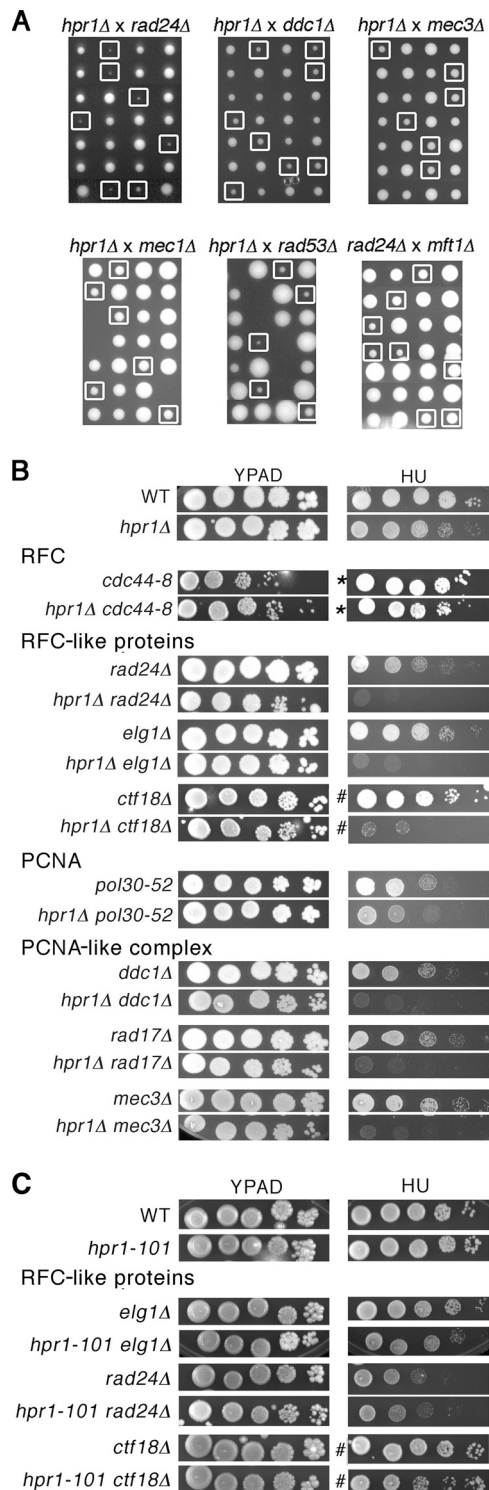 A
hpr1Δ x rad24Δ hpr1Δ x ddc1Δ hpr1Δ x mec3Δ
hpr1Δ x mec1Δ hpr1Δ x rad53Δ rad24Δ x mft1Δ
B
YPAD HU
WT
hpr1Δ
RFC
cdc44-8 *
hpr1Δ cdc44-8 *
RFC-like proteins
rad24Δ
hpr1Δ rad24Δ
elg1Δ
hpr1Δ elg1Δ
ctf18Δ #
hpr1Δ ctf18Δ #
PCNA
pol30-52
hpr1Δ pol30-52
PCNA-like complex
ddc1Δ
hpr1Δ ddc1Δ
rad17Δ
hpr1Δ rad17Δ
mec3Δ
hpr1Δ mec3Δ
C
YPAD HU
WT
hpr1-101
RFC-like proteins
elg1Δ
hpr1-101 elg1Δ
rad24Δ
hpr1-101 rad24Δ
ctf18Δ #
hpr1-101 ctf18Δ #